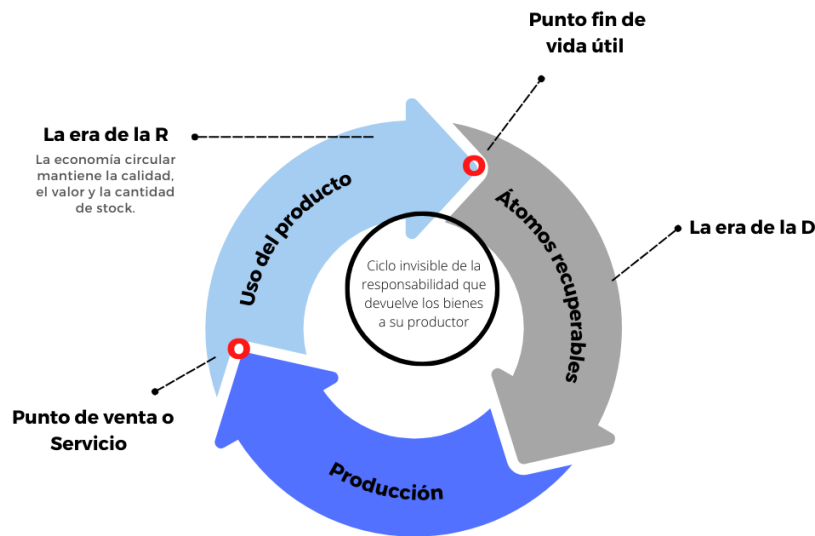 Punto fin de
vida útil
La era de la R
La economía circular
mantiene la calidad,
el valor y la cantidad
de stock.
Uso del producto
Átomos recuperables
La era de la D
Ciclo invisible de la
responsabilidad que
devuelve los bienes
a su productor
Punto de venta o
Servicio
Producción